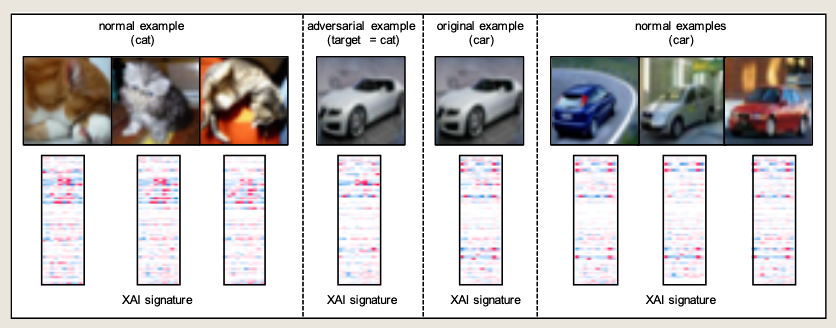 normal example
(cat)
adversarial example
(target = cat)
original example
(car)
normal examples
(car)
XAI signature
XAI signature
XAI signature
XAI signature